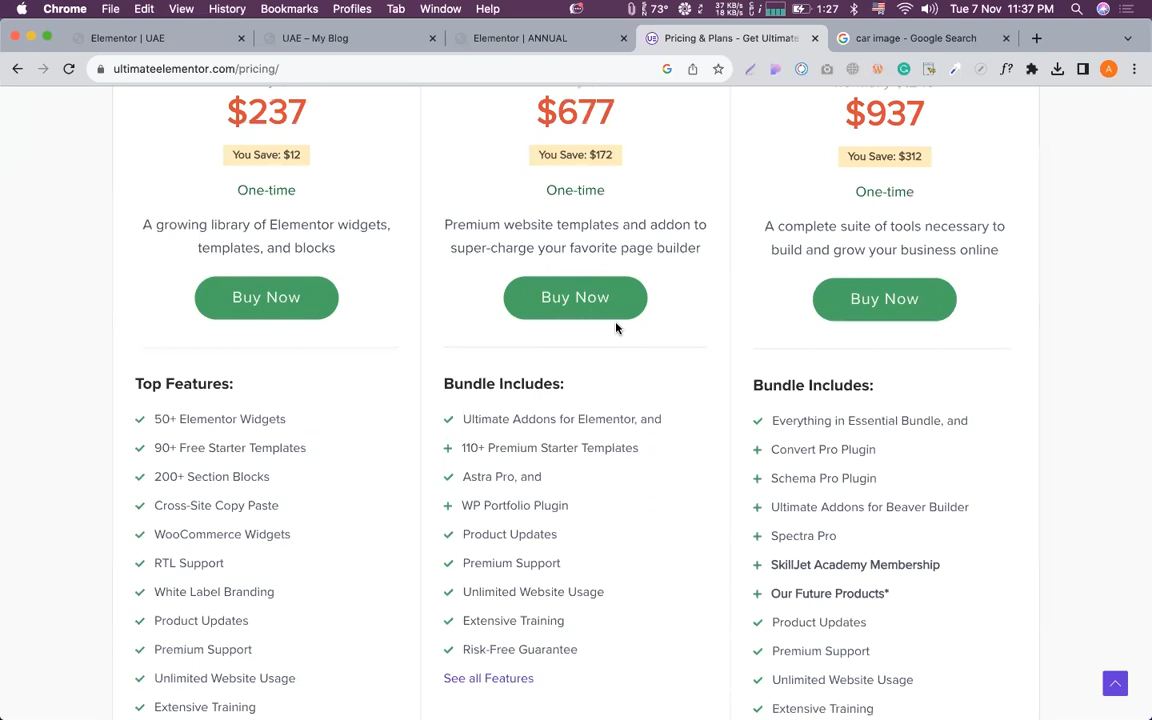 Chrome File Edit View History Bookmarks Profiles Tab Window Help
73° 37 KB/s 18 KB/s 1:27 Tue 7 Nov 11:37 PM
Elementor | UAE
UAE – My Blog
Elementor | ANNUAL
Pricing & Plans - Get Ultimate
car image - Google Search
ultimateelementor.com/pricing/
$237
You Save: $12
One-time
A growing library of Elementor widgets,
templates, and blocks
Buy Now
Top Features:
50+ Elementor Widgets
90+ Free Starter Templates
200+ Section Blocks
Cross-Site Copy Paste
WooCommerce Widgets
RTL Support
White Label Branding
Product Updates
Premium Support
Unlimited Website Usage
Extensive Training
$677
You Save: $172
One-time
Premium website templates and addon to
super-charge your favorite page builder
Buy Now
Bundle Includes:
Ultimate Addons for Elementor, and
110+ Premium Starter Templates
Astra Pro, and
WP Portfolio Plugin
Product Updates
Premium Support
Unlimited Website Usage
Extensive Training
Risk-Free Guarantee
See all Features
$937
You Save: $312
One-time
A complete suite of tools necessary to
build and grow your business online
Buy Now
Bundle Includes:
Everything in Essential Bundle, and
Convert Pro Plugin
Schema Pro Plugin
Ultimate Addons for Beaver Builder
Spectra Pro
SkillJet Academy Membership
Our Future Products*
Product Updates
Premium Support
Unlimited Website Usage
Extensive Training